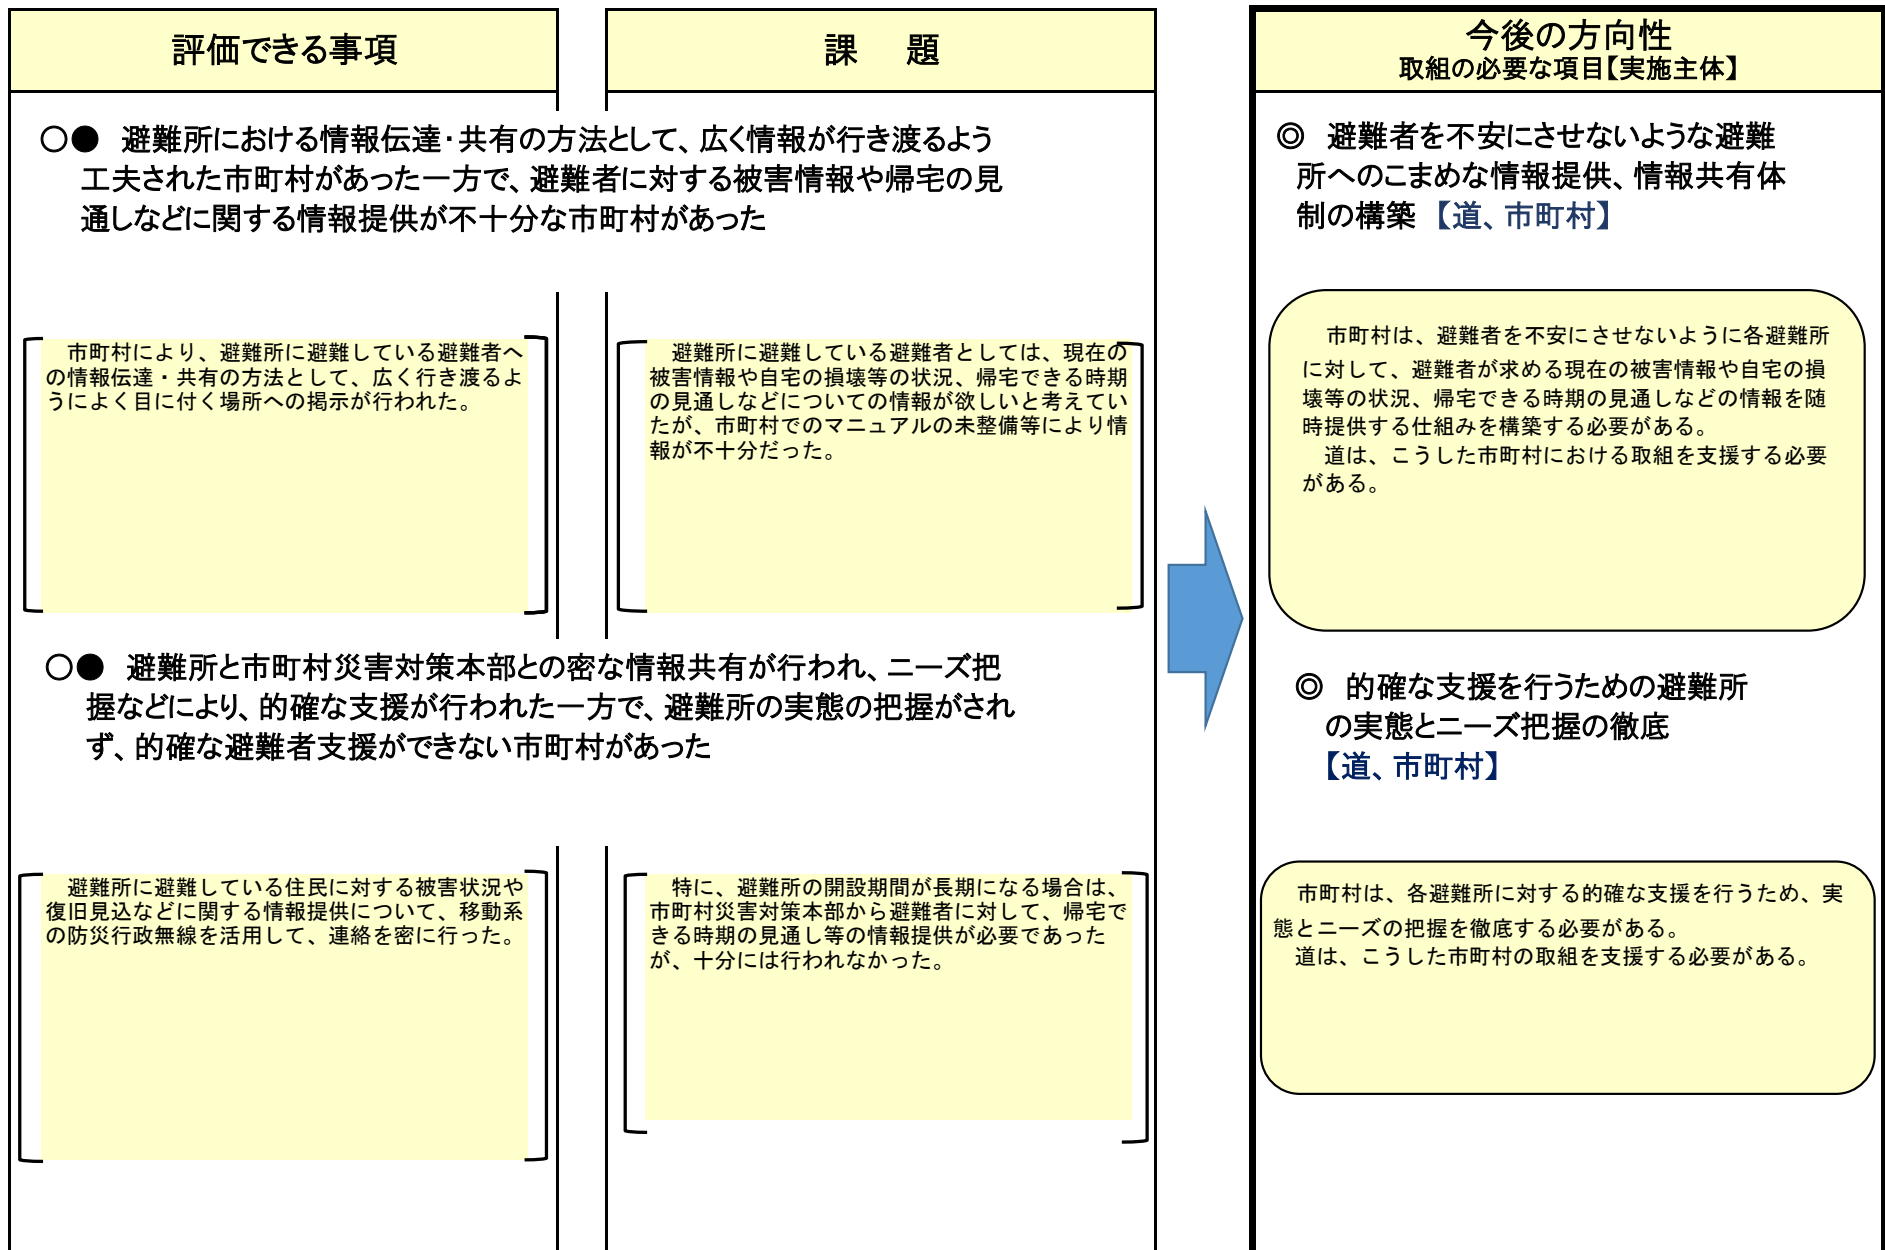 評価できる事項
課　題
今後の方向性
取組の必要な項目【実施主体】
○●　避難所における情報伝達・共有の方法として、広く情報が行き渡るよう
工夫された市町村があった一方で、避難者に対する被害情報や帰宅の見
通しなどに関する情報提供が不十分な市町村があった
市町村により、避難所に避難している避難者へ
の情報伝達・共有の方法として、広く行き渡るよ
うによく目に付く場所への掲示が行われた。
避難所に避難している避難者としては、現在の
被害情報や自宅の損壊等の状況、帰宅できる時期
の見通しなどについての情報が欲しいと考えてい
たが、市町村でのマニュアルの未整備等により情
報が不十分だった。
◎　避難者を不安にさせないような避難
所へのこまめな情報提供、情報共有体
制の構築　【道、市町村】
市町村は、避難者を不安にさせないように各避難所
に対して、避難者が求める現在の被害情報や自宅の損
壊等の状況、帰宅できる時期の見通しなどの情報を随
時提供する仕組みを構築する必要がある。
道は、こうした市町村における取組を支援する必要
がある。
○●　避難所と市町村災害対策本部との密な情報共有が行われ、ニーズ把
握などにより、的確な支援が行われた一方で、避難所の実態の把握がされ
ず、的確な避難者支援ができない市町村があった
避難所に避難している住民に対する被害状況や
復旧見込などに関する情報提供について、移動系
の防災行政無線を活用して、連絡を密に行った。
特に、避難所の開設期間が長期になる場合は、
市町村災害対策本部から避難者に対して、帰宅で
きる時期の見通し等の情報提供が必要であった
が、十分には行われなかった。
◎　的確な支援を行うための避難所
の実態とニーズ把握の徹底
【道、市町村】
市町村は、各避難所に対する的確な支援を行うため、実
態とニーズの把握を徹底する必要がある。
道は、こうした市町村の取組を支援する必要がある。